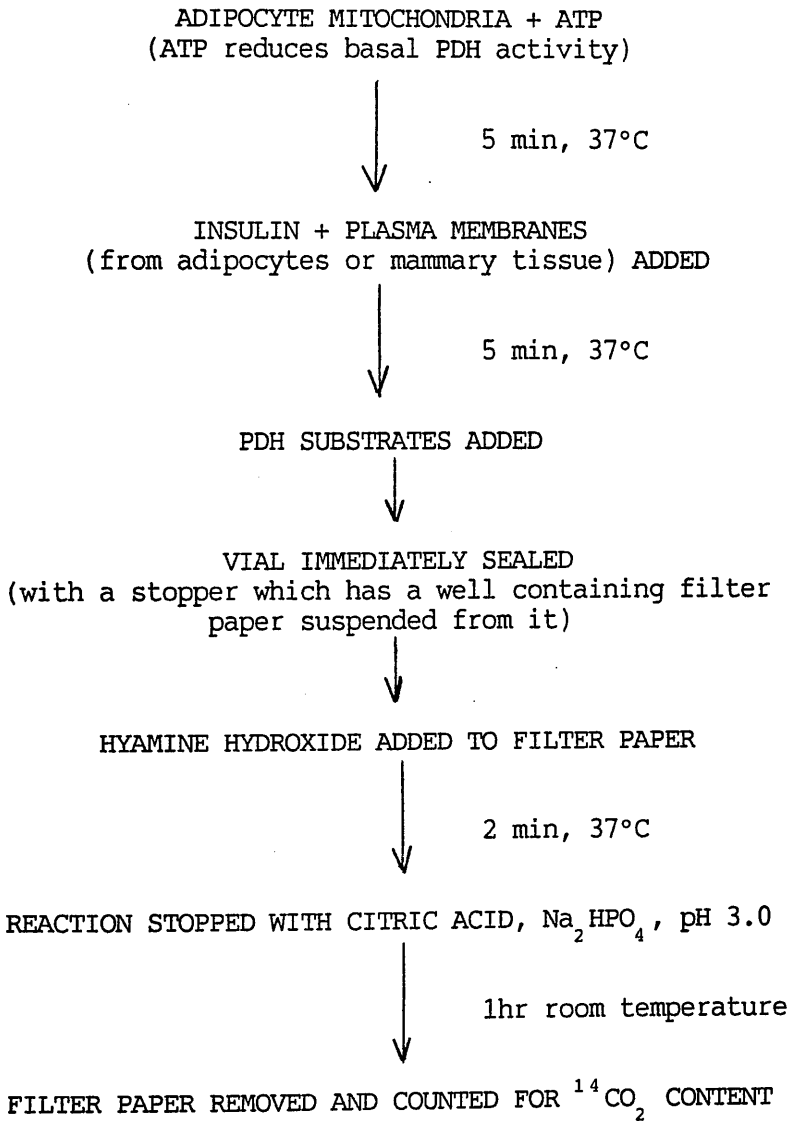 ADIPOCYTE MITOCHONDRIA + ATP
(ATP reduces basal PDH activity)
5 min, 37°C
INSULIN + PLASMA MEMBRANES
(from adipocytes or mammary tissue) ADDED
5 min, 37°C
PDH SUBSTRATES ADDED
VIAL IMMEDIATELY SEALED
(with a stopper which has a well containing filter
paper suspended from it)
HYAMINE HYDROXIDE ADDED TO FILTER PAPER
2 min, 37°C
REACTION STOPPED WITH CITRIC ACID, Na₂HPO₄, pH 3.0
1hr room temperature
FILTER PAPER REMOVED AND COUNTED FOR ¹⁴CO₂ CONTENT